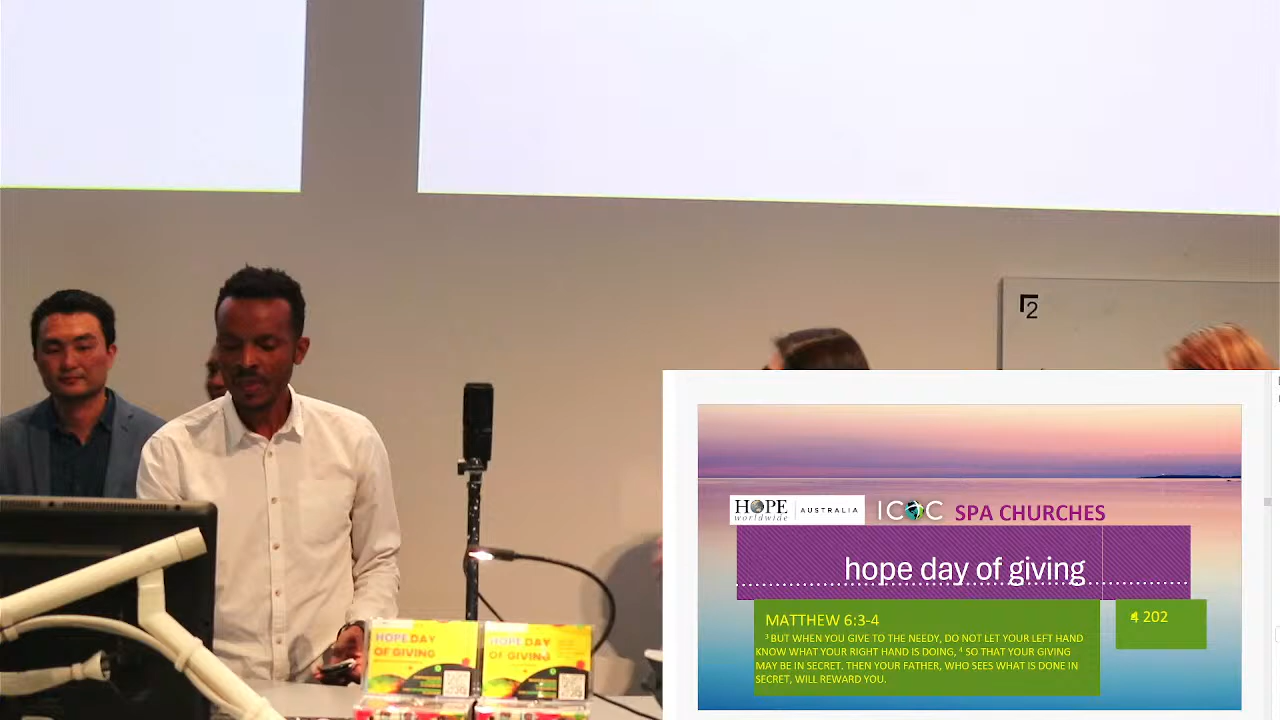 2
HOPE
worldwide
AUSTRALIA
ICOC
SPA CHURCHES
hope day of giving
MATTHEW 6:3-4
4 202
³ BUT WHEN YOU GIVE TO THE NEEDY, DO NOT LET YOUR LEFT HAND
KNOW WHAT YOUR RIGHT HAND IS DOING, ⁴ SO THAT YOUR GIVING
MAY BE IN SECRET. THEN YOUR FATHER, WHO SEES WHAT IS DONE IN
SECRET, WILL REWARD YOU.
HOPE DAY
OF GIVING
HOPE DAY
OF GIVING